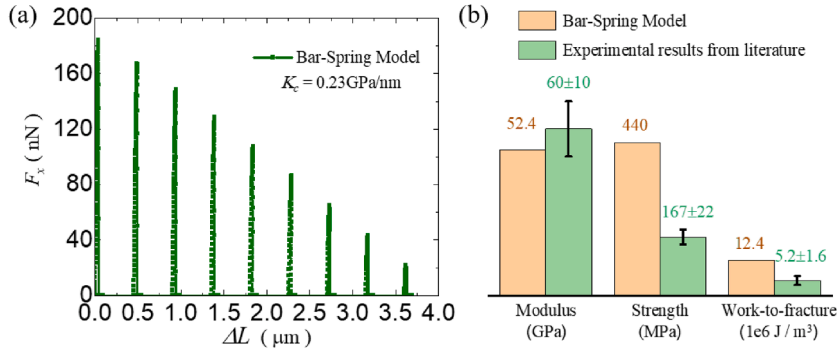 (a)
200
160
120
80
40
0
Fₓ ( nN )
Bar-Spring Model
K_c = 0.23GPa/nm
0.0 0.5 1.0 1.5 2.0 2.5 3.0 3.5 4.0
ΔL ( μm )
(b)
Bar-Spring Model
Experimental results from literature
60±10
52.4
440
167±22
12.4
5.2±1.6
Modulus
(GPa)
Strength
(MPa)
Work-to-fracture
(1e6 J / m³)